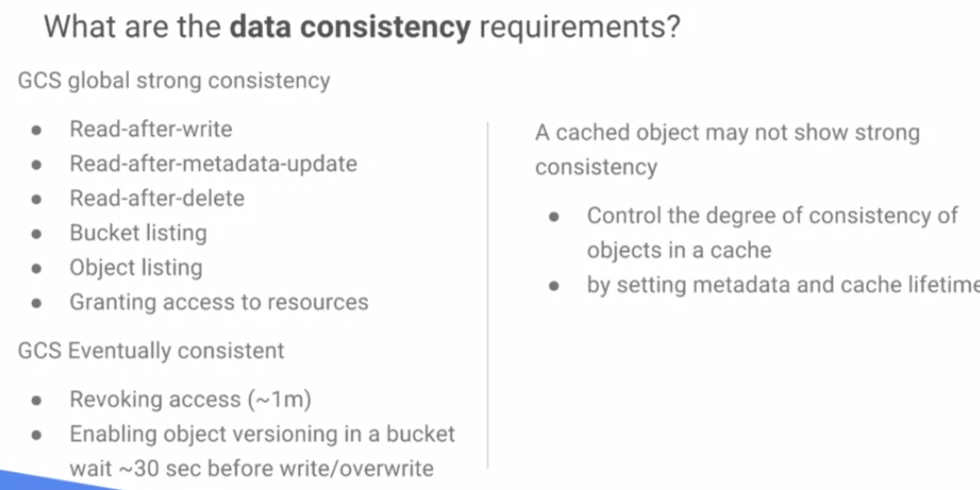 What are the data consistency requirements?
GCS global strong consistency
● Read-after-write
● Read-after-metadata-update
● Read-after-delete
● Bucket listing
● Object listing
● Granting access to resources
GCS Eventually consistent
● Revoking access (~1m)
● Enabling object versioning in a bucket
wait ~30 sec before write/overwrite
A cached object may not show strong
consistency
● Control the degree of consistency of
objects in a cache
● by setting metadata and cache lifetime